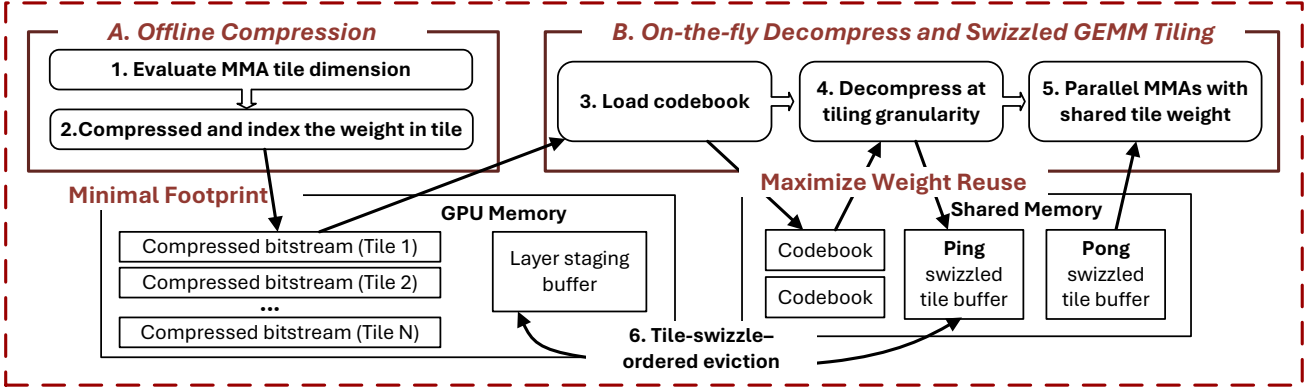 A. Offline Compression
1. Evaluate MMA tile dimension
2.Compressed and index the weight in tile
B. On-the-fly Decompress and Swizzled GEMM Tiling
3. Load codebook
4. Decompress at
tiling granularity
5. Parallel MMAs with
shared tile weight
Minimal Footprint
GPU Memory
Compressed bitstream (Tile 1)
Compressed bitstream (Tile 2)
...
Compressed bitstream (Tile N)
Layer staging
buffer
Maximize Weight Reuse
Shared Memory
Codebook
Codebook
Ping
swizzled
tile buffer
Pong
swizzled
tile buffer
6. Tile-swizzle–
ordered eviction